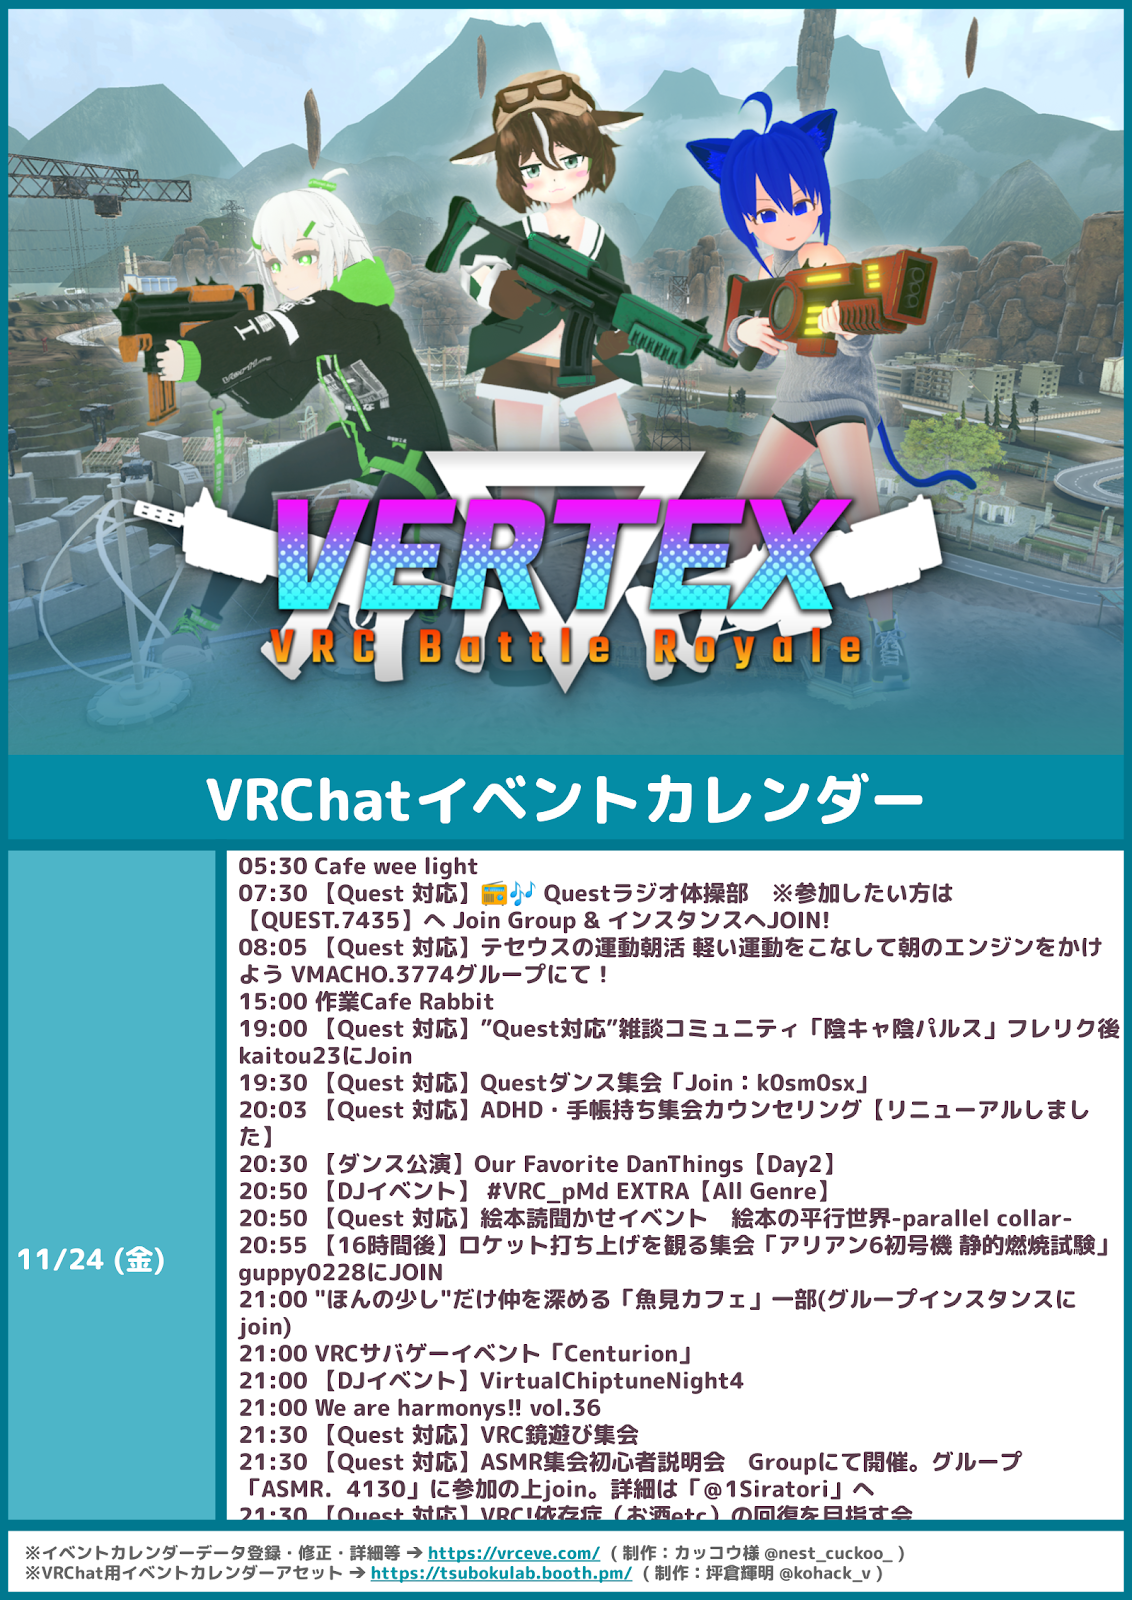 VERTEX
VRC Battle Royale
VRChatイベントカレンダー
11/24 (金)
05:30 Cafe wee light
07:30 【Quest 対応】📻🎶 Questラジオ体操部　※参加したい方は
【QUEST.7435】へ Join Group & インスタンスへJOIN!
08:05 【Quest 対応】テセウスの運動朝活 軽い運動をこなして朝のエンジンをかけ
よう VMACHO.3774グループにて！
15:00 作業Cafe Rabbit
19:00 【Quest 対応】”Quest対応”雑談コミュニティ「陰キャ陰パルス」フレリク後
kaitou23にJoin
19:30 【Quest 対応】Questダンス集会「Join：k0sm0sx」
20:03 【Quest 対応】ADHD・手帳持ち集会カウンセリング【リニューアルしまし
た】
20:30 【ダンス公演】Our Favorite DanThings【Day2】
20:50 【DJイベント】 #VRC_pMd EXTRA【All Genre】
20:50 【Quest 対応】絵本読聞かせイベント　絵本の平行世界-parallel collar-
20:55 【16時間後】ロケット打ち上げを観る集会「アリアン6初号機 静的燃焼試験」
guppy0228にJOIN
21:00 "ほんの少し"だけ仲を深める「魚見カフェ」一部(グループインスタンスに
join)
21:00 VRCサバゲーイベント「Centurion」
21:00 【DJイベント】VirtualChiptuneNight4
21:00 We are harmonys!! vol.36
21:30 【Quest 対応】VRC鏡遊び集会
21:30 【Quest 対応】ASMR集会初心者説明会　Groupにて開催。グループ
「ASMR．4130」に参加の上join。詳細は「@1Siratori」へ
21:30 【Quest 対応】VRC!依存症（お酒etc）の回復を目指す会
※イベントカレンダーデータ登録・修正・詳細等 ➔ https://vrceve.com/ （制作：カッコウ様 @nest_cuckoo_ ）
※VRChat用イベントカレンダーアセット ➔ https://tsubokulab.booth.pm/ （制作：坪倉輝明 @kohack_v ）